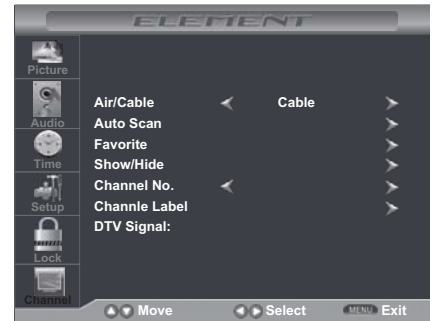 ELEMENT
Picture
Audio
Time
Setup
Lock
Channel
Air/Cable Cable
Auto Scan
Favorite
Show/Hide
Channel No.
Channle Label
DTV Signal:
Move Select MENU Exit